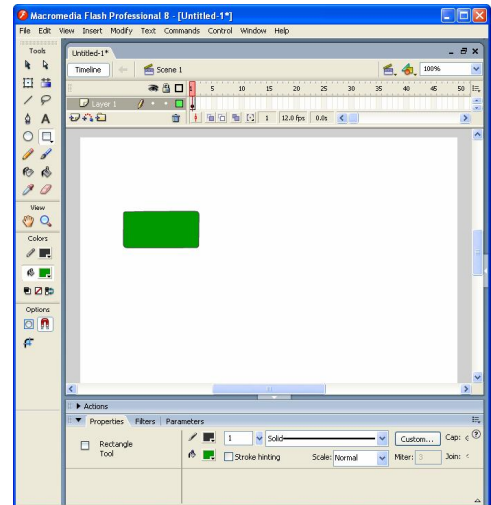 Macromedia Flash Professional 8 - [Untitled-1*]
File Edit View Insert Modify Text Commands Control Window Help
Tools
Untitled-1*
Timeline Scene 1 100%
1 5 10 15 20 25 30 35 40 45 50
Layer 1
1 12.0 fps 0.0s
View
Colors
Options
Actions
Properties Filters Parameters
Rectangle
Tool
1 Solid Custom... Cap:
Stroke hinting Scale: Normal Miter: 3 Join: